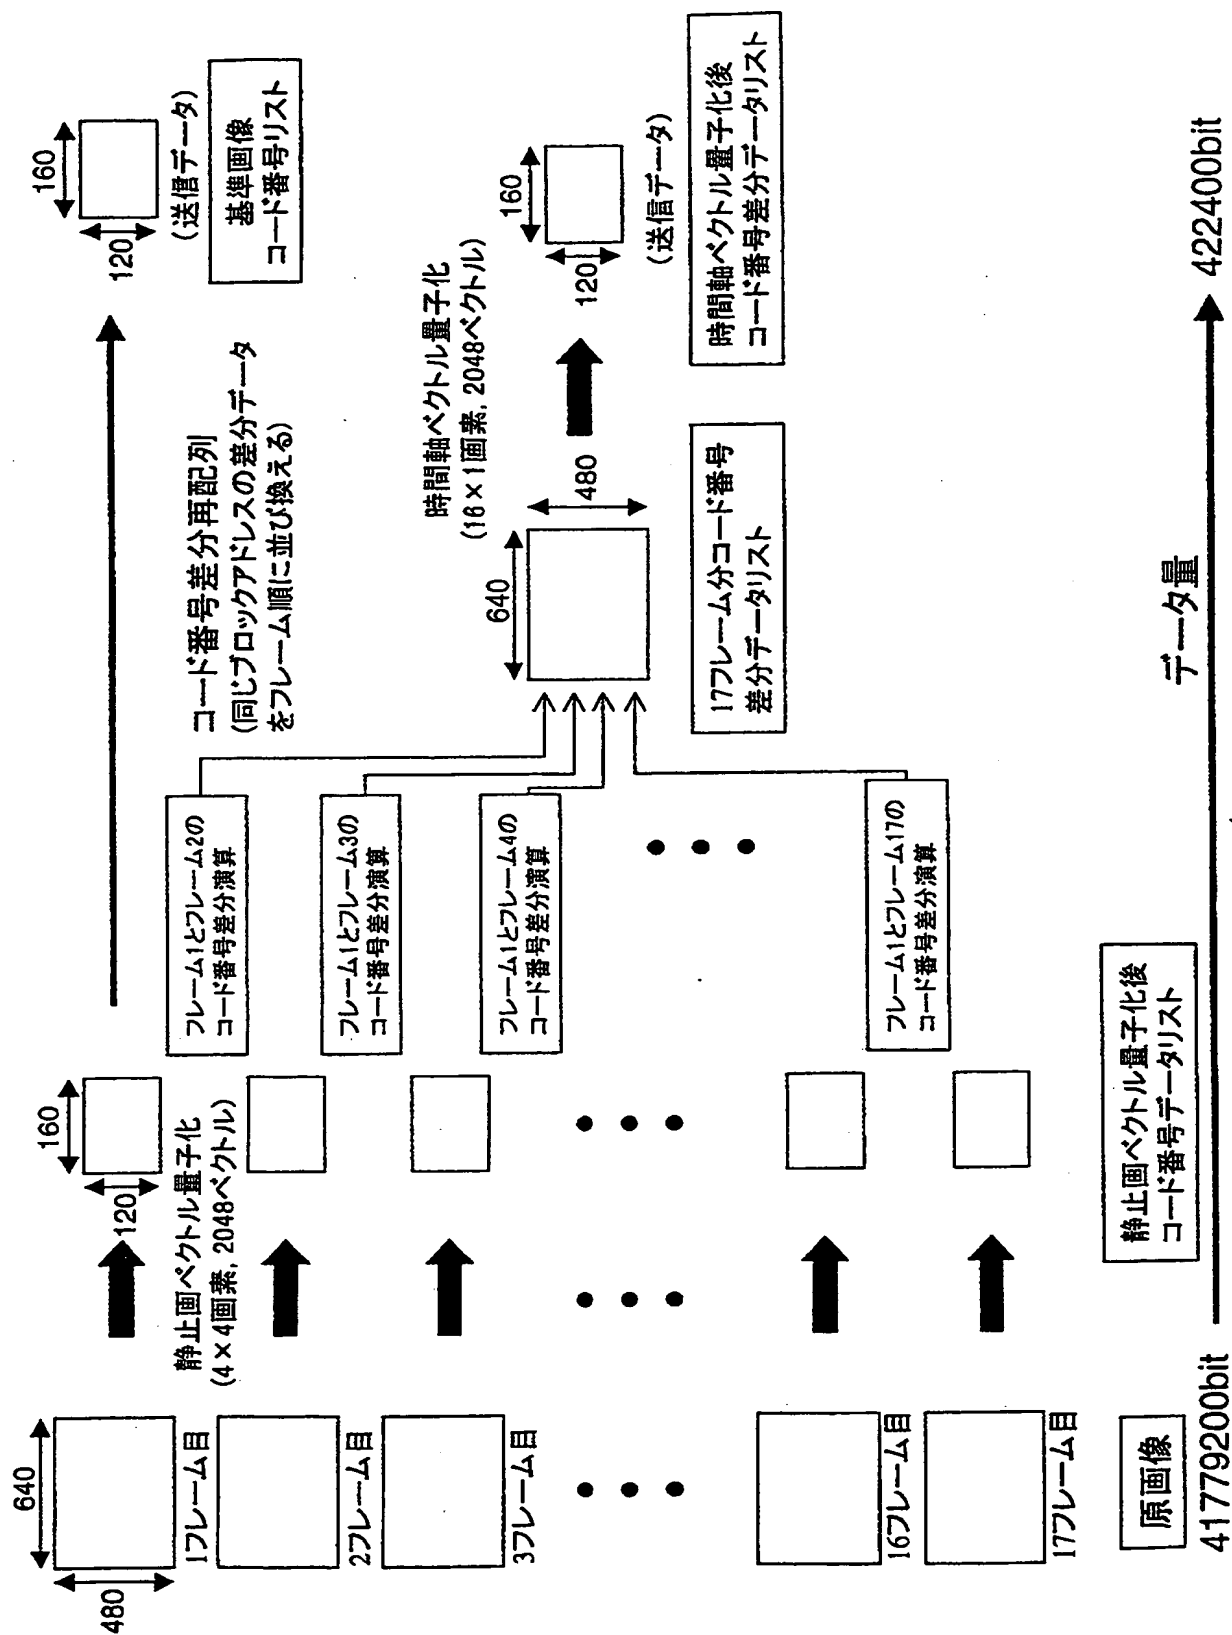 640
480
1フレーム目
2フレーム目
3フレーム目
16フレーム目
17フレーム目
原画像
41779200bit
静止画ベクトル量子化
(4×4画素, 2048ベクトル)
160
120
静止画ベクトル量子化後
コード番号データリスト
フレーム1とフレーム2の
コード番号差分演算
フレーム1とフレーム3の
コード番号差分演算
フレーム1とフレーム4の
コード番号差分演算
フレーム1とフレーム17の
コード番号差分演算
コード番号差分再配列
(同じブロックアドレスの差分データ
をフレーム順に並び換える)
640
480
17フレーム分コード番号
差分データリスト
時間軸ベクトル量子化
(16×1画素, 2048ベクトル)
160
120
(送信データ)
基準画像
コード番号リスト
160
120
(送信データ)
時間軸ベクトル量子化後
コード番号差分データリスト
データ量
422400bit